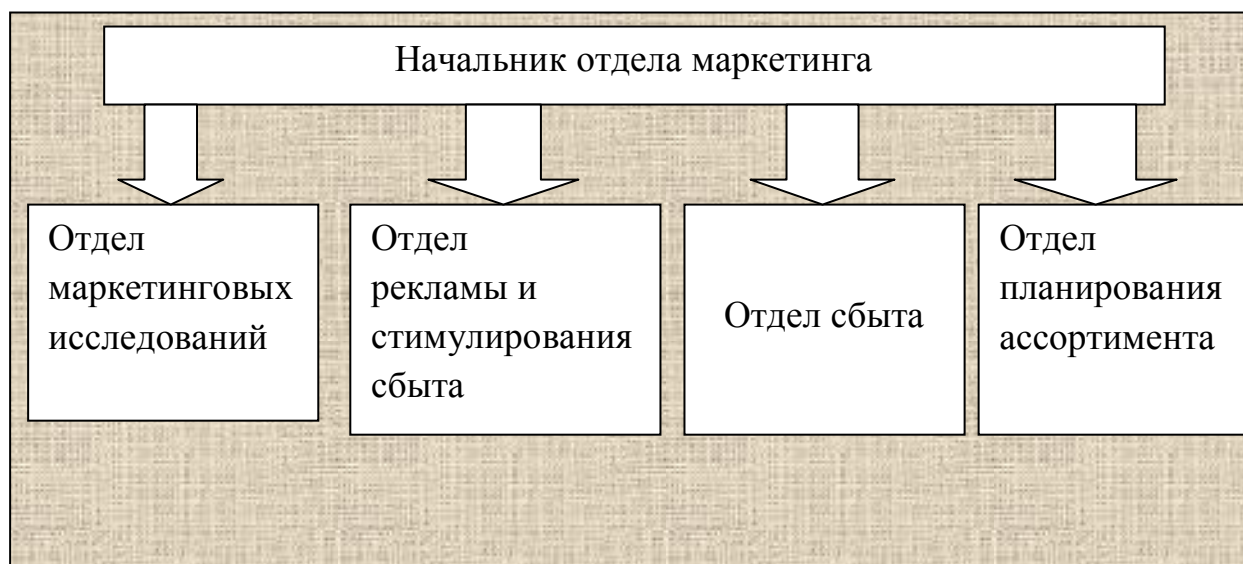 Начальник отдела маркетинга
Отдел
маркетинговых
исследований
Отдел
рекламы и
стимулирования
сбыта
Отдел сбыта
Отдел
планирования
ассортимента